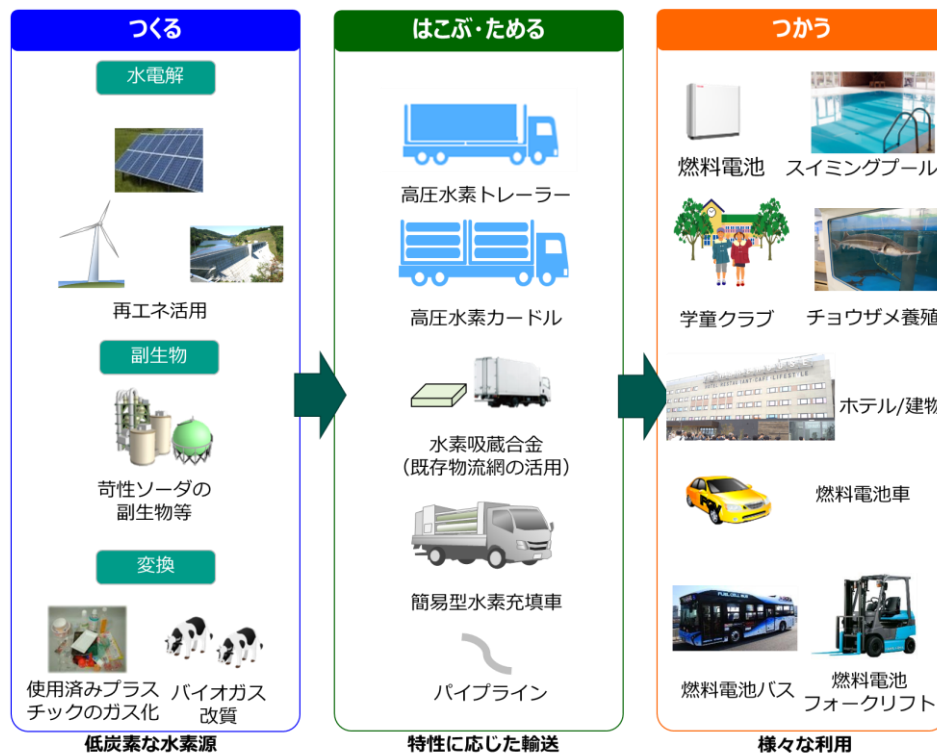 つくる
水電解
再エネ活用
副生物
苛性ソーダの
副生物等
変換
使用済みプラス
チックのガス化
バイオガス
改質
低炭素な水素源
はこぶ・ためる
高圧水素トレーラー
高圧水素カードル
水素吸蔵合金
(既存物流網の活用)
簡易型水素充填車
パイプライン
特性に応じた輸送
つかう
燃料電池
スイミングプール
学童クラブ
チョウザメ養殖
ホテル/建物
燃料電池車
FUEL CELL BUS
燃料電池バス
燃料電池
フォークリフト
様々な利用